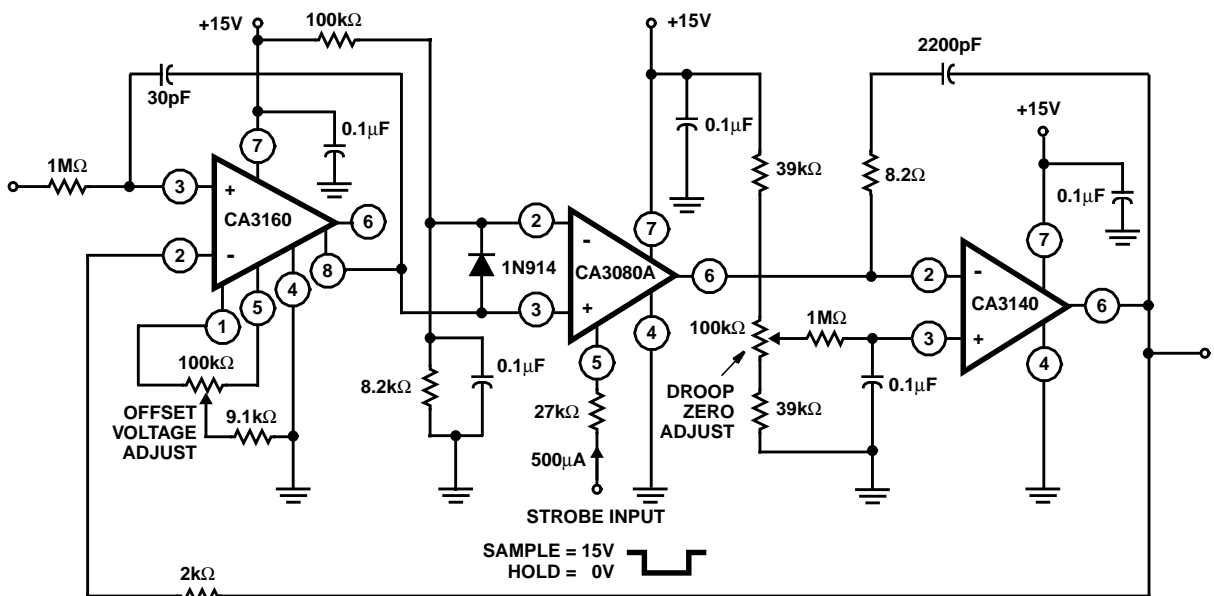 +15V
100kΩ
+15V
2200pF
30pF
+15V
0.1μF
7
0.1μF
39kΩ
8.2Ω
0.1μF
1MΩ
3
+
CA3160
6
2
-
8
1
5
4
100kΩ
OFFSET
VOLTAGE
ADJUST
9.1kΩ
2
-
1N914
CA3080A
7
6
3
+
5
4
8.2kΩ
0.1μF
27kΩ
500μA
STROBE INPUT
SAMPLE = 15V
HOLD = 0V
100kΩ
DROOP
ZERO
ADJUST
1MΩ
39kΩ
0.1μF
2
-
7
CA3140
6
3
+
4
2kΩ